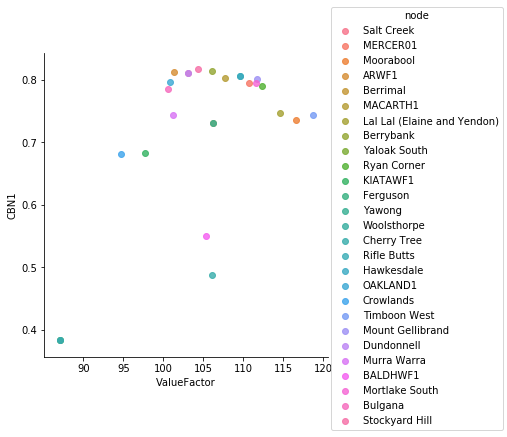 node
Salt Creek
MERCER01
Moorabool
ARWF1
Berrimal
MACARTH1
Lal Lal (Elaine and Yendon)
Berrybank
Yaloak South
Ryan Corner
KIATAWF1
Ferguson
Yawong
Woolsthorpe
Cherry Tree
Rifle Butts
Hawkesdale
OAKLAND1
Crowlands
Timboon West
Mount Gellibrand
Dundonnell
Murra Warra
BALDHWF1
Mortlake South
Bulgana
Stockyard Hill
0.8
0.7
0.6
0.5
0.4
CBN1
90 95 100 105 110 115 120
ValueFactor